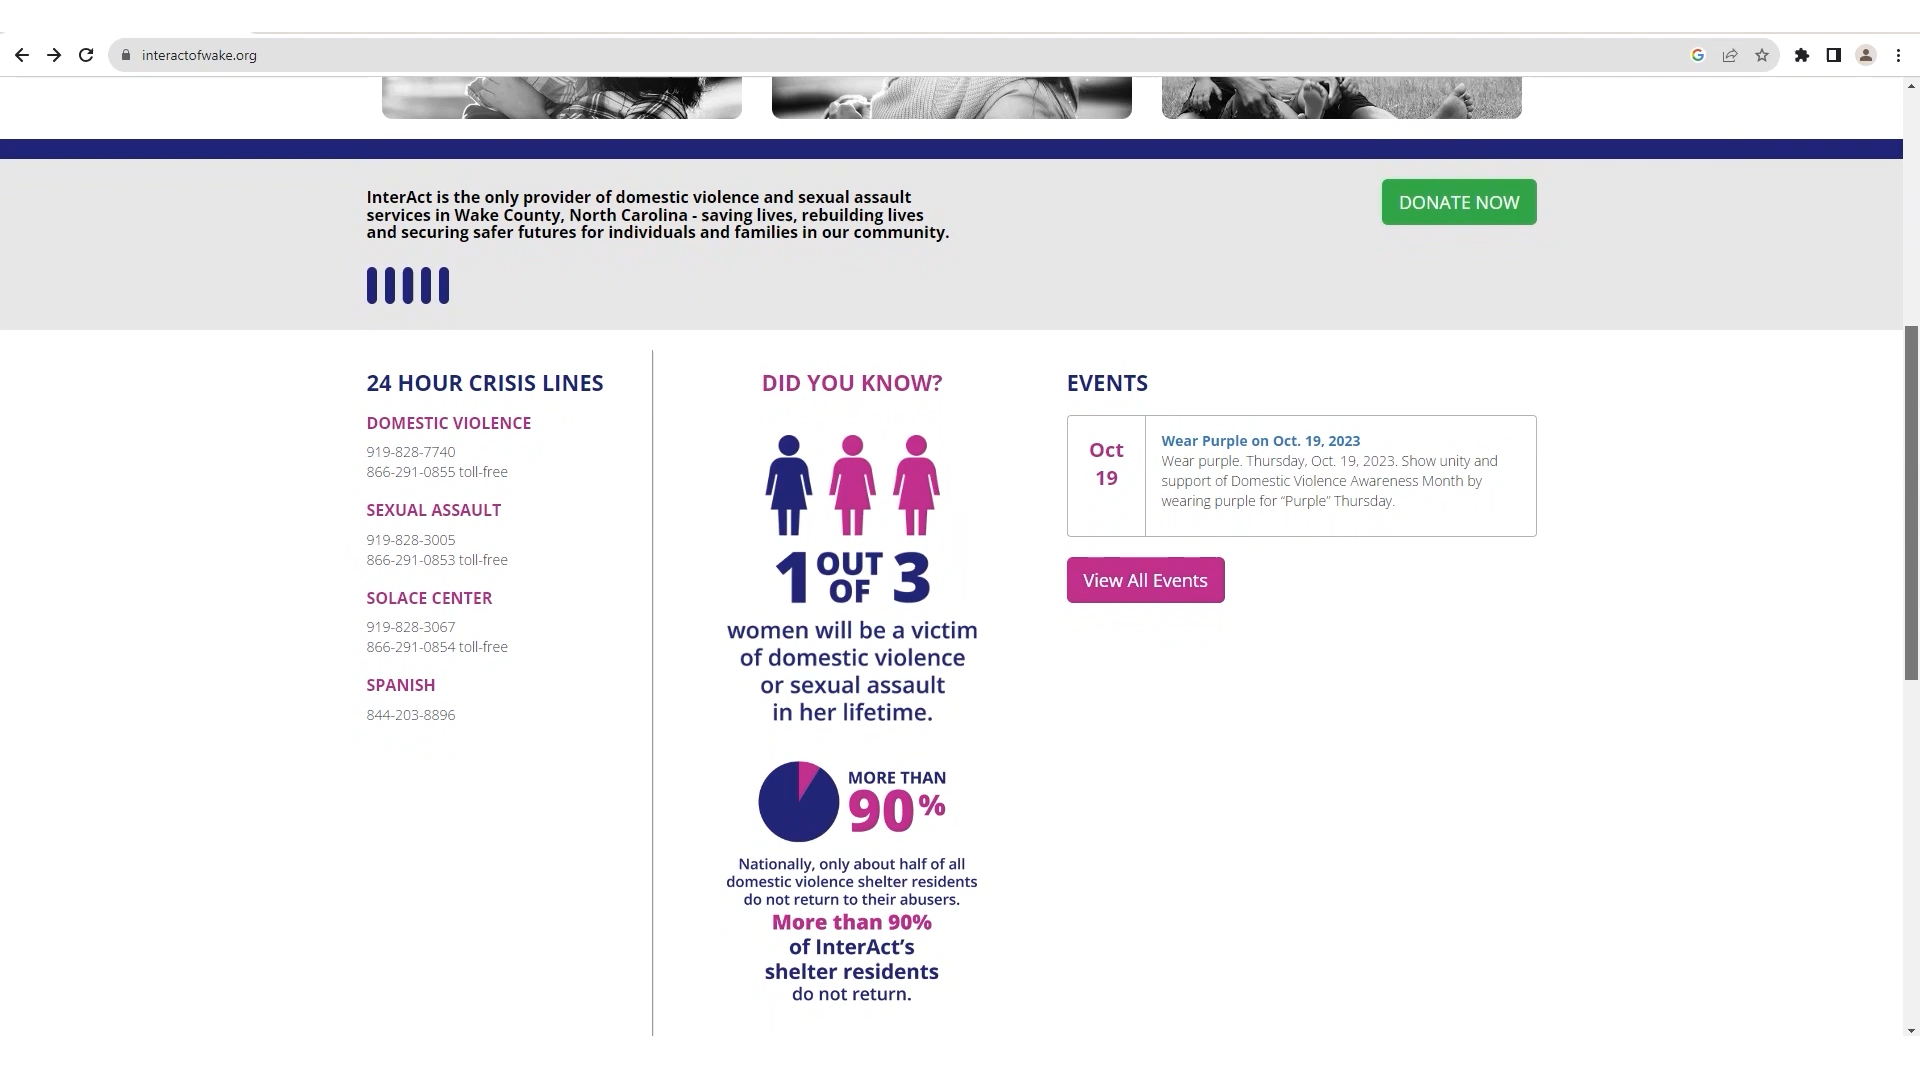 interactofwake.org
InterAct is the only provider of domestic violence and sexual assault
services in Wake County, North Carolina - saving lives, rebuilding lives
and securing safer futures for individuals and families in our community.
DONATE NOW
24 HOUR CRISIS LINES
DOMESTIC VIOLENCE
919-828-7740
866-291-0855 toll-free
SEXUAL ASSAULT
919-828-3005
866-291-0853 toll-free
SOLACE CENTER
919-828-3067
866-291-0854 toll-free
SPANISH
844-203-8896
DID YOU KNOW?
1 OUT OF 3
women will be a victim
of domestic violence
or sexual assault
in her lifetime.
MORE THAN
90%
Nationally, only about half of all
domestic violence shelter residents
do not return to their abusers.
More than 90%
of InterAct's
shelter residents
do not return.
EVENTS
Oct
19
Wear Purple on Oct. 19, 2023
Wear purple. Thursday, Oct. 19, 2023. Show unity and
support of Domestic Violence Awareness Month by
wearing purple for “Purple” Thursday.
View All Events